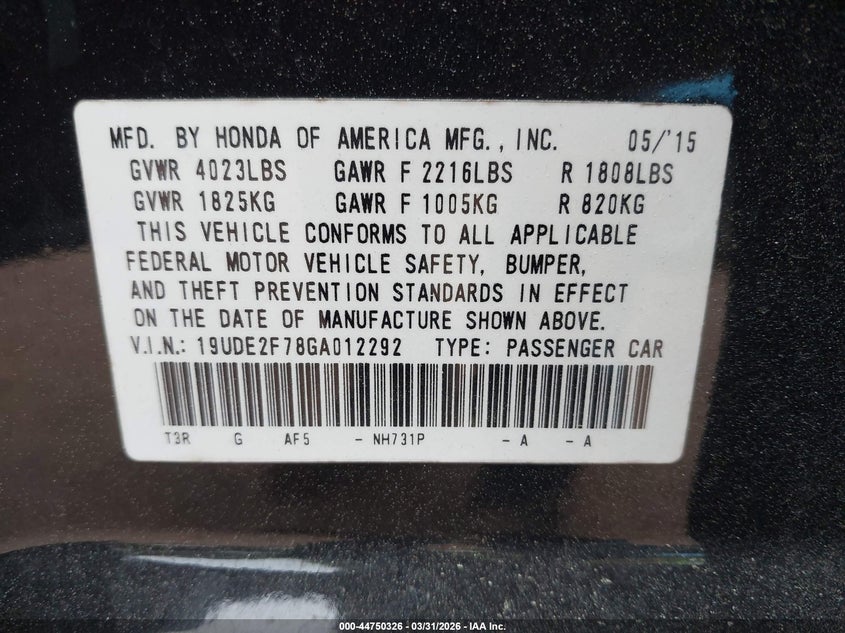 MFD. BY HONDA OF AMERICA MFG., INC. 05/'15
GVWR 4023LBS GAWR F 2216LBS R 1808LBS
GVWR 1825KG GAWR F 1005KG R 820KG
THIS VEHICLE CONFORMS TO ALL APPLICABLE
FEDERAL MOTOR VEHICLE SAFETY, BUMPER,
AND THEFT PREVENTION STANDARDS IN EFFECT
ON THE DATE OF MANUFACTURE SHOWN ABOVE.
V.I.N.: 19UDE2F78GA012292 TYPE: PASSENGER CAR
T3R G AF5 - NH731P - A - A
000-44750326 - 03/31/2026 - IAA Inc.